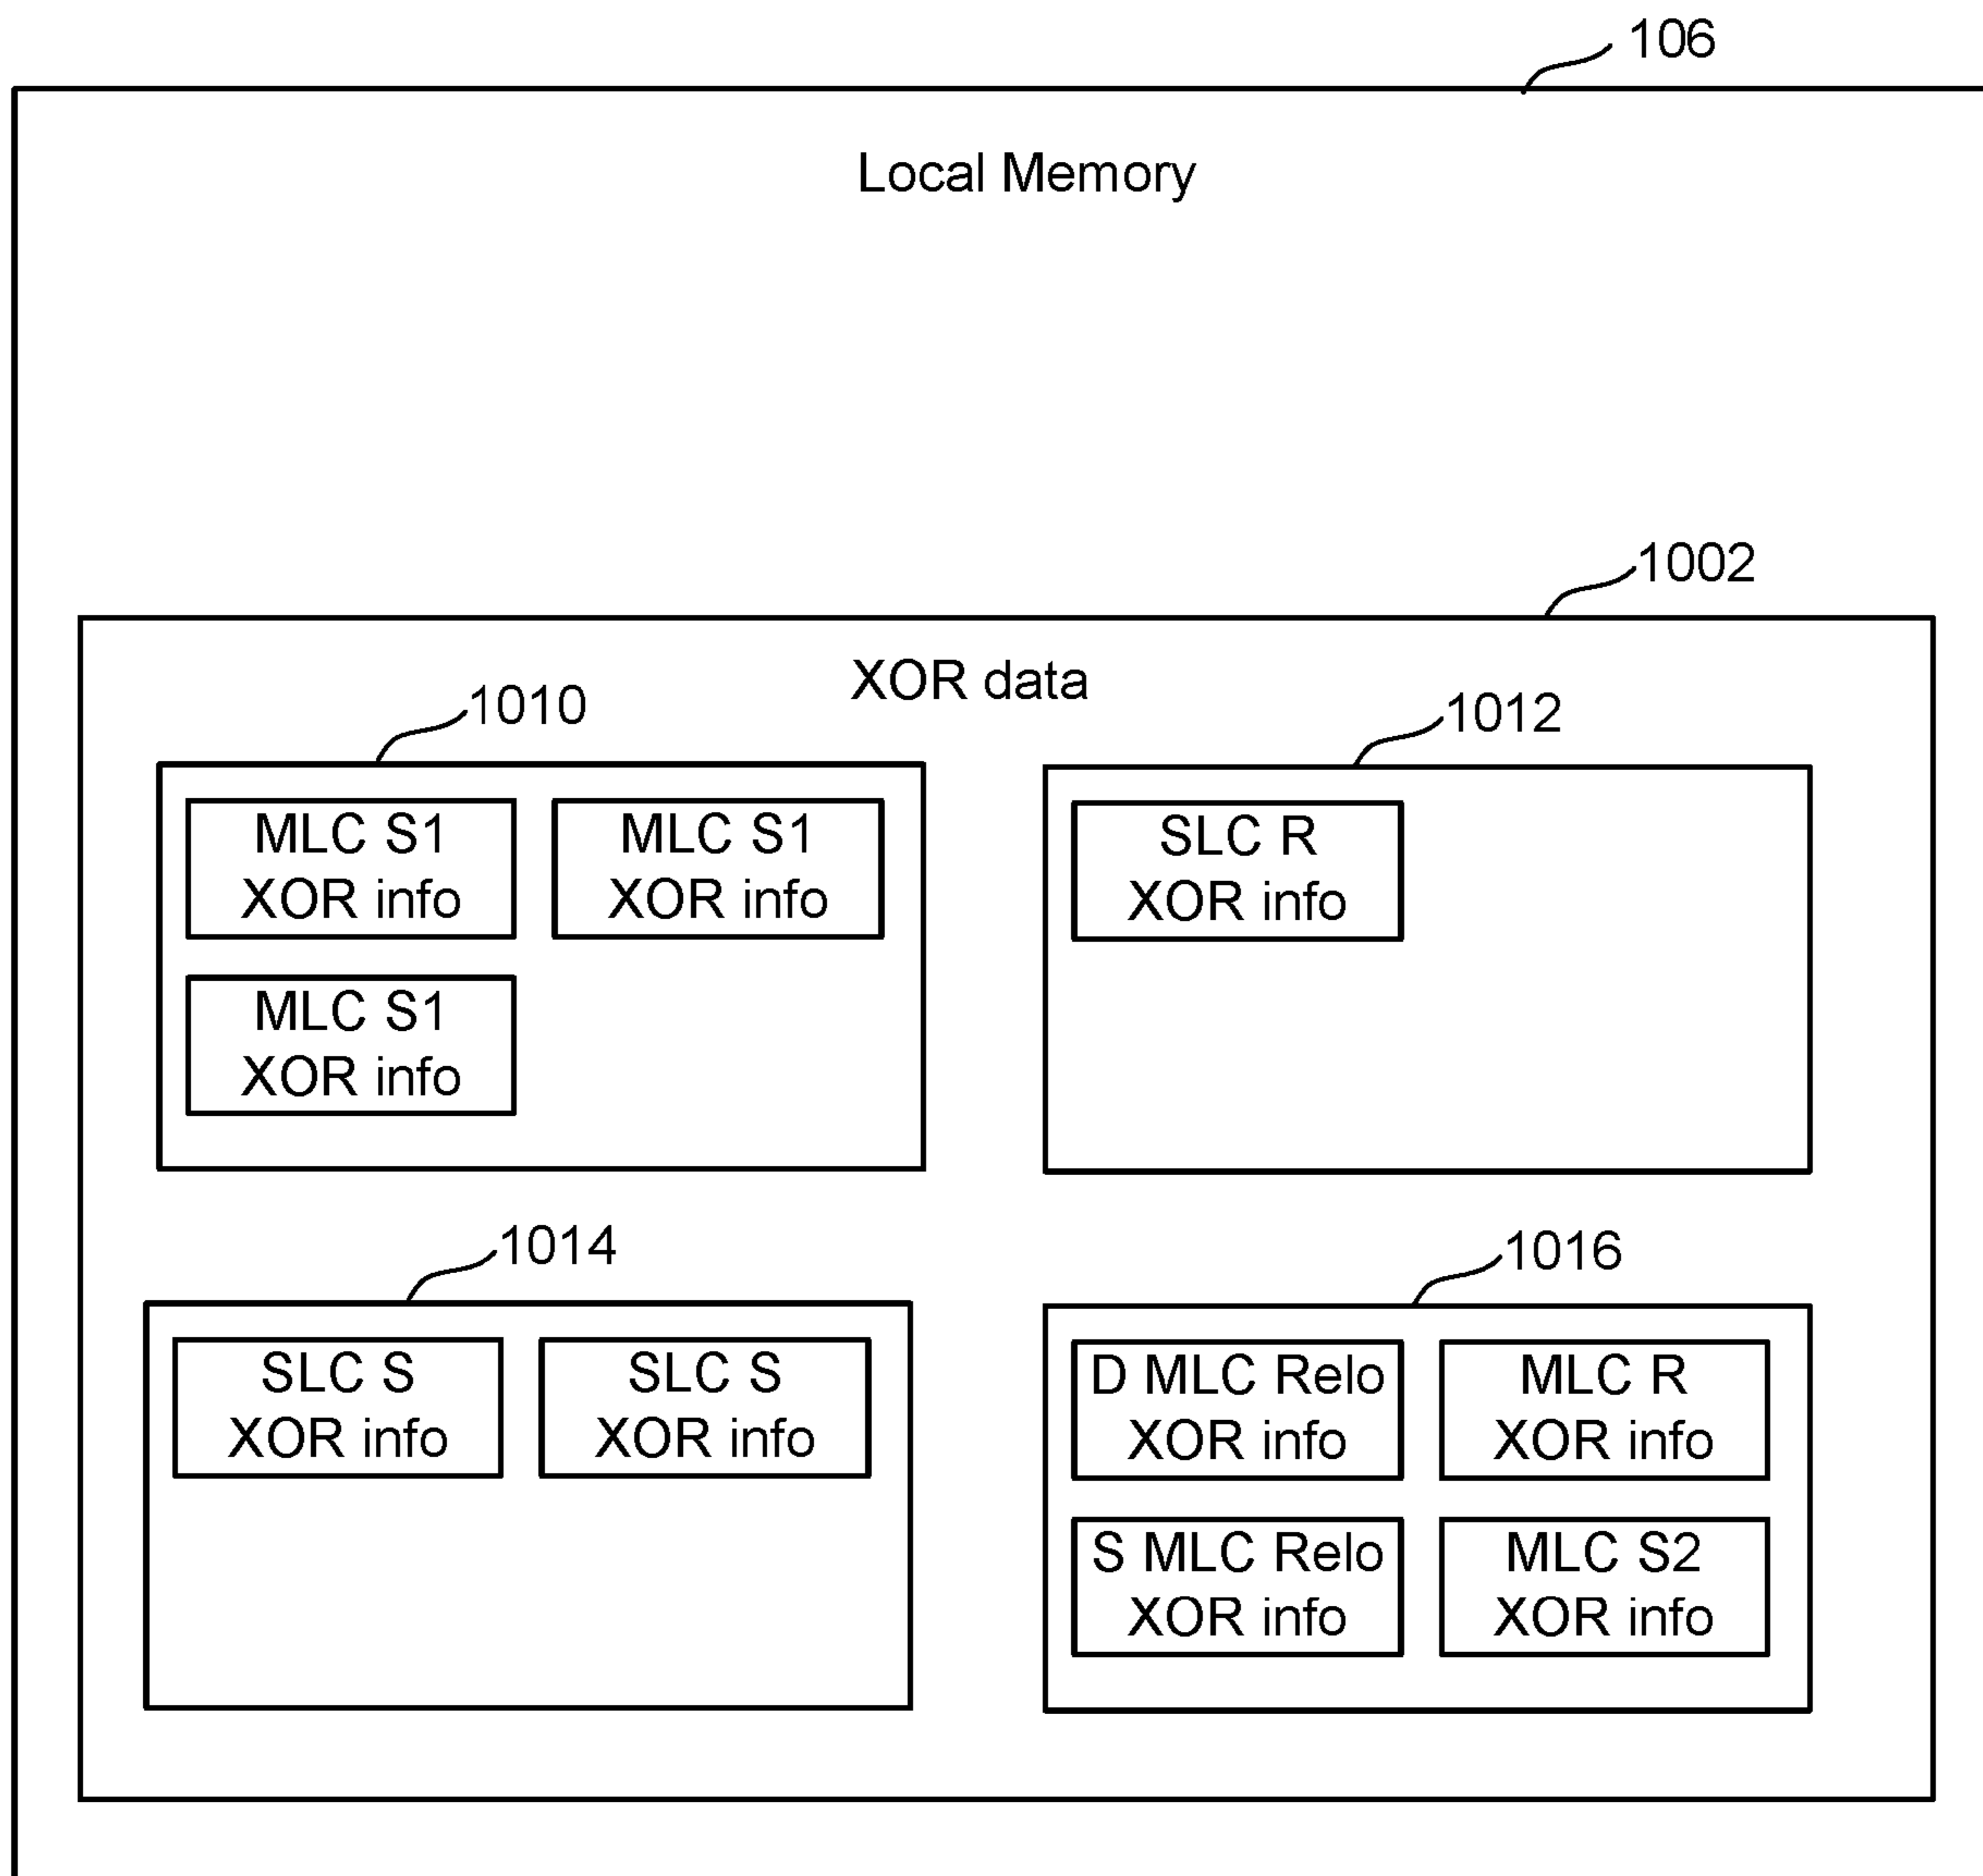 106
Local Memory
1002
XOR data
1010
1012
MLC S1
XOR info
MLC S1
XOR info
MLC S1
XOR info
SLC R
XOR info
1014
1016
SLC S
XOR info
SLC S
XOR info
D MLC Relo
XOR info
MLC R
XOR info
S MLC Relo
XOR info
MLC S2
XOR info